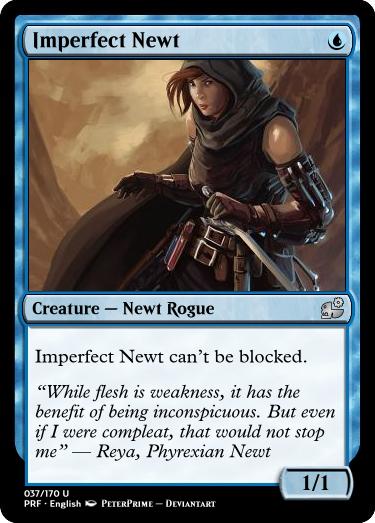 Imperfect Newt
Creature — Newt Rogue
Imperfect Newt can't be blocked.
“While flesh is weakness, it has the
benefit of being inconspicuous. But even
if I were compleat, that would not stop
me” — Reya, Phyrexian Newt
1/1
037/170 U
PRF • English PeterPrime — Deviantart